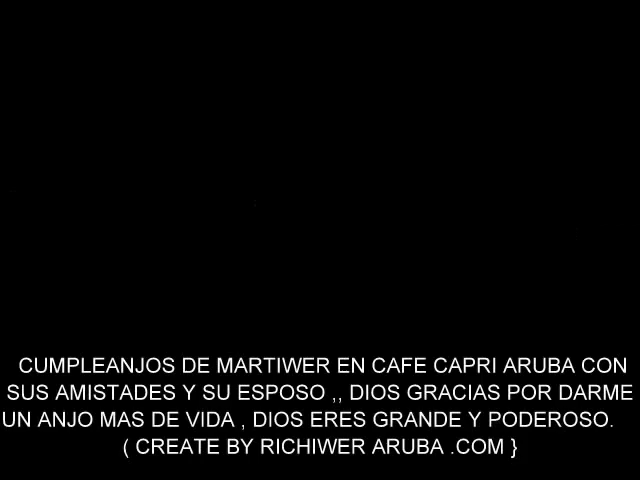 CUMPLEANJOS DE MARTIWER EN CAFE CAPRI ARUBA CON
SUS AMISTADES Y SU ESPOSO ,, DIOS GRACIAS POR DARME
UN ANJO MAS DE VIDA , DIOS ERES GRANDE Y PODEROSO.
( CREATE BY RICHIWER ARUBA .COM }